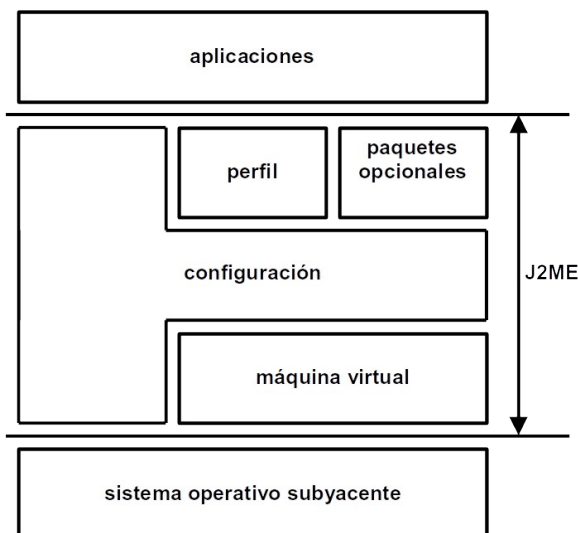 aplicaciones
perfil
paquetes
opcionales
configuración
J2ME
máquina virtual
sistema operativo subyacente